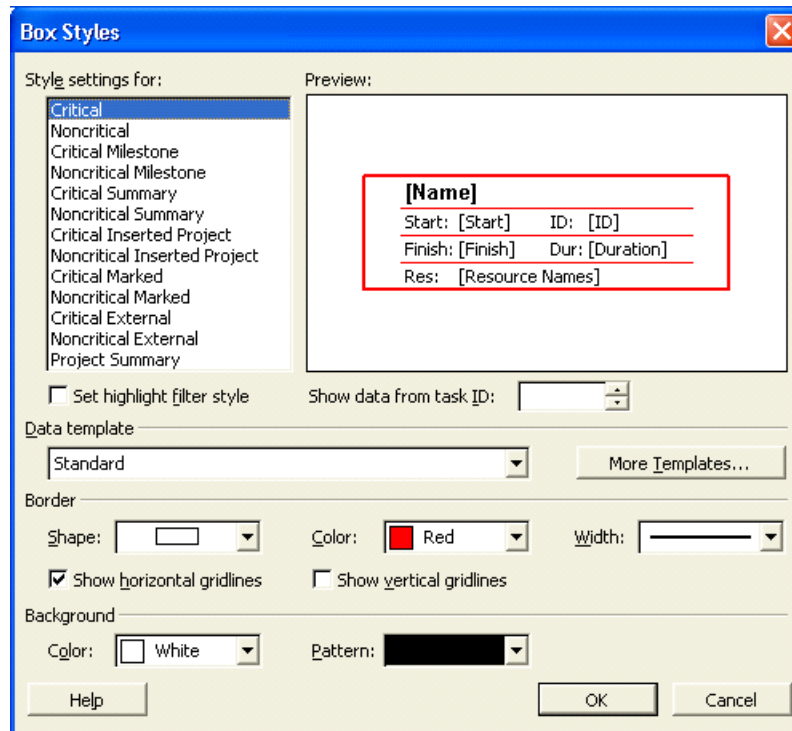 Box Styles
Style settings for:
Preview:
Critical
Noncritical
Critical Milestone
Noncritical Milestone
Critical Summary
Noncritical Summary
Critical Inserted Project
Noncritical Inserted Project
Critical Marked
Noncritical Marked
Critical External
Noncritical External
Project Summary
[Name]
Start: [Start] ID: [ID]
Finish: [Finish] Dur: [Duration]
Res: [Resource Names]
Set highlight filter style
Show data from task ID:
Data template
Standard
More Templates...
Border
Shape:
Color: Red
Width:
Show horizontal gridlines
Show vertical gridlines
Background
Color: White
Pattern:
Help
OK
Cancel